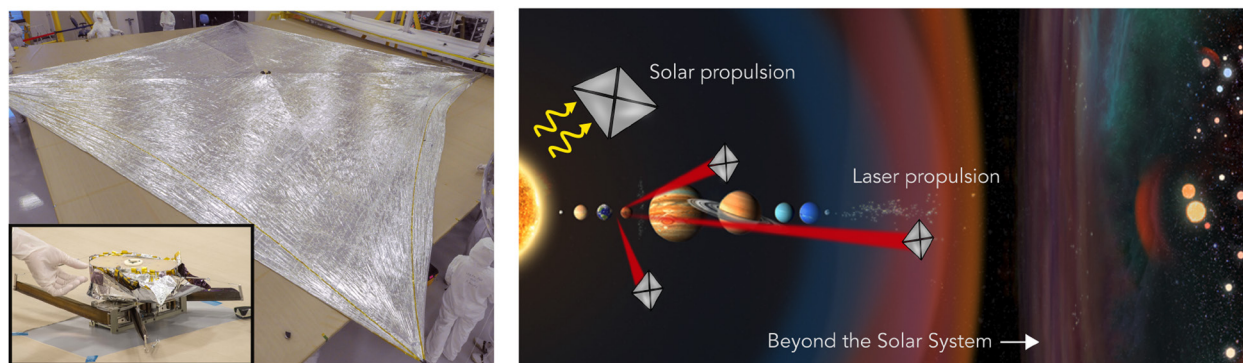 Solar propulsion
Laser propulsion
Beyond the Solar System